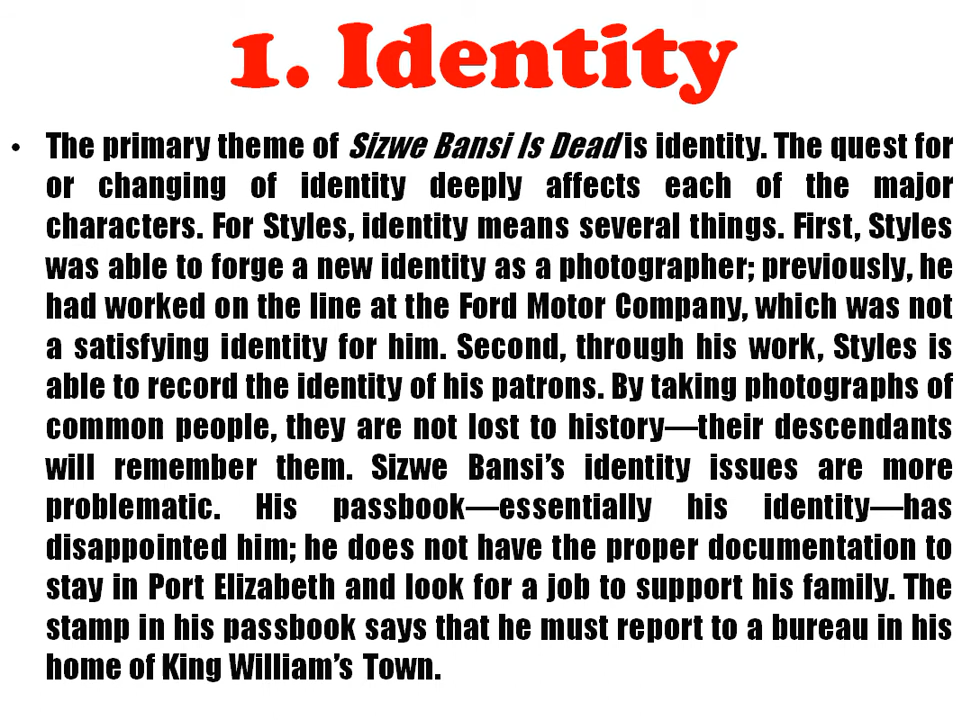 1. Identity
• The primary theme of Sizwe Bansi Is Dead is identity. The quest for
or changing of identity deeply affects each of the major
characters. For Styles, identity means several things. First, Styles
was able to forge a new identity as a photographer; previously, he
had worked on the line at the Ford Motor Company, which was not
a satisfying identity for him. Second, through his work, Styles is
able to record the identity of his patrons. By taking photographs of
common people, they are not lost to history—their descendants
will remember them. Sizwe Bansi’s identity issues are more
problematic. His passbook—essentially his identity—has
disappointed him; he does not have the proper documentation to
stay in Port Elizabeth and look for a job to support his family. The
stamp in his passbook says that he must report to a bureau in his
home of King William’s Town.